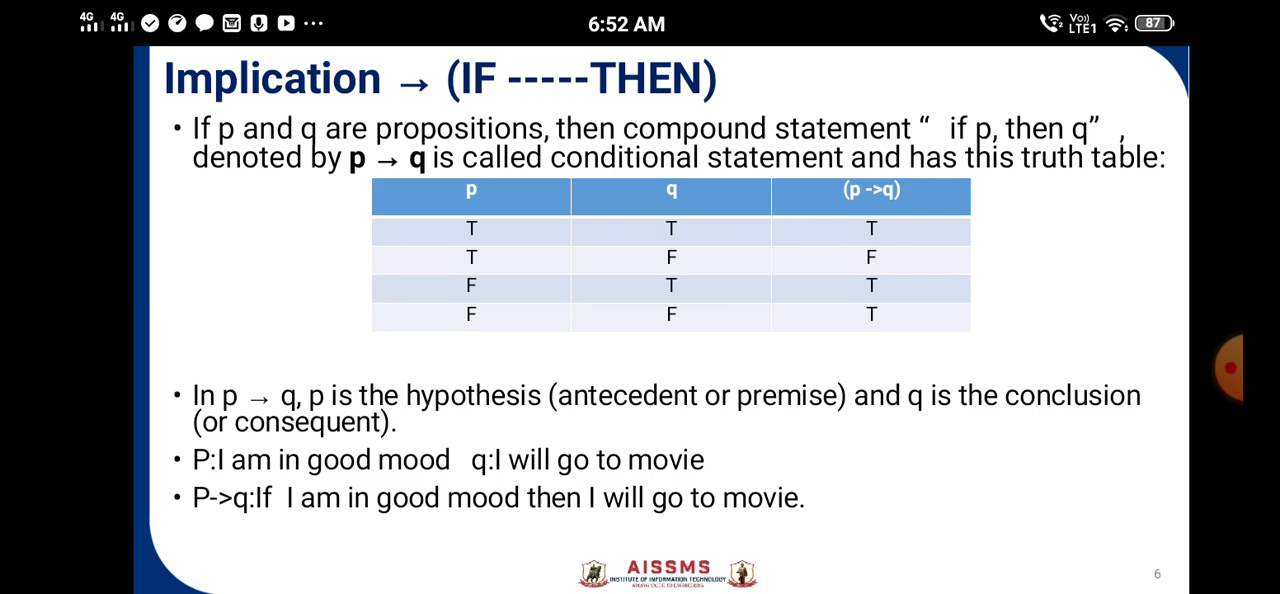 4G 4G 6:52 AM Vo)) LTE1 87
Implication → (IF -----THEN)
• If p and q are propositions, then compound statement “ if p, then q” ,
denoted by p → q is called conditional statement and has this truth table:
p q (p ->q)
T T T
T F F
F T T
F F T
• In p → q, p is the hypothesis (antecedent or premise) and q is the conclusion
(or consequent).
• P:I am in good mood q:I will go to movie
• P->q:If I am in good mood then I will go to movie.
AISSMS
INSTITUTE OF INFORMATION TECHNOLOGY
6